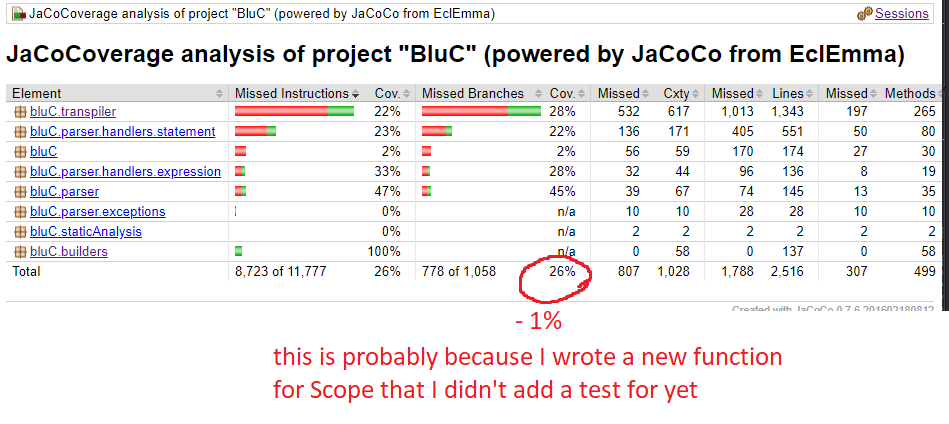 JaCoCoverage analysis of project "BluC" (powered by JaCoCo from EclEmma) Sessions
JaCoCoverage analysis of project "BluC" (powered by JaCoCo from EclEmma)
Element Missed Instructions Cov. Missed Branches Cov. Missed Cxty Missed Lines Missed Methods
bluC.transpiler 22% 28% 532 617 1,013 1,343 197 265
bluC.parser.handlers.statement 23% 22% 136 171 405 551 50 80
bluC 2% 2% 56 59 170 174 27 30
bluC.parser.handlers.expression 33% 28% 32 44 96 136 8 19
bluC.parser 47% 45% 39 67 74 145 13 35
bluC.parser.exceptions 0% n/a 10 10 28 28 10 10
bluC.staticAnalysis 0% n/a 2 2 2 2 2 2
bluC.builders 100% n/a 0 58 0 137 0 58
Total 8,723 of 11,777 26% 778 of 1,058 26% 807 1,028 1,788 2,516 307 499
Created with JaCoCo 0.7.6.201602180812
- 1%
this is probably because I wrote a new function
for Scope that I didn't add a test for yet